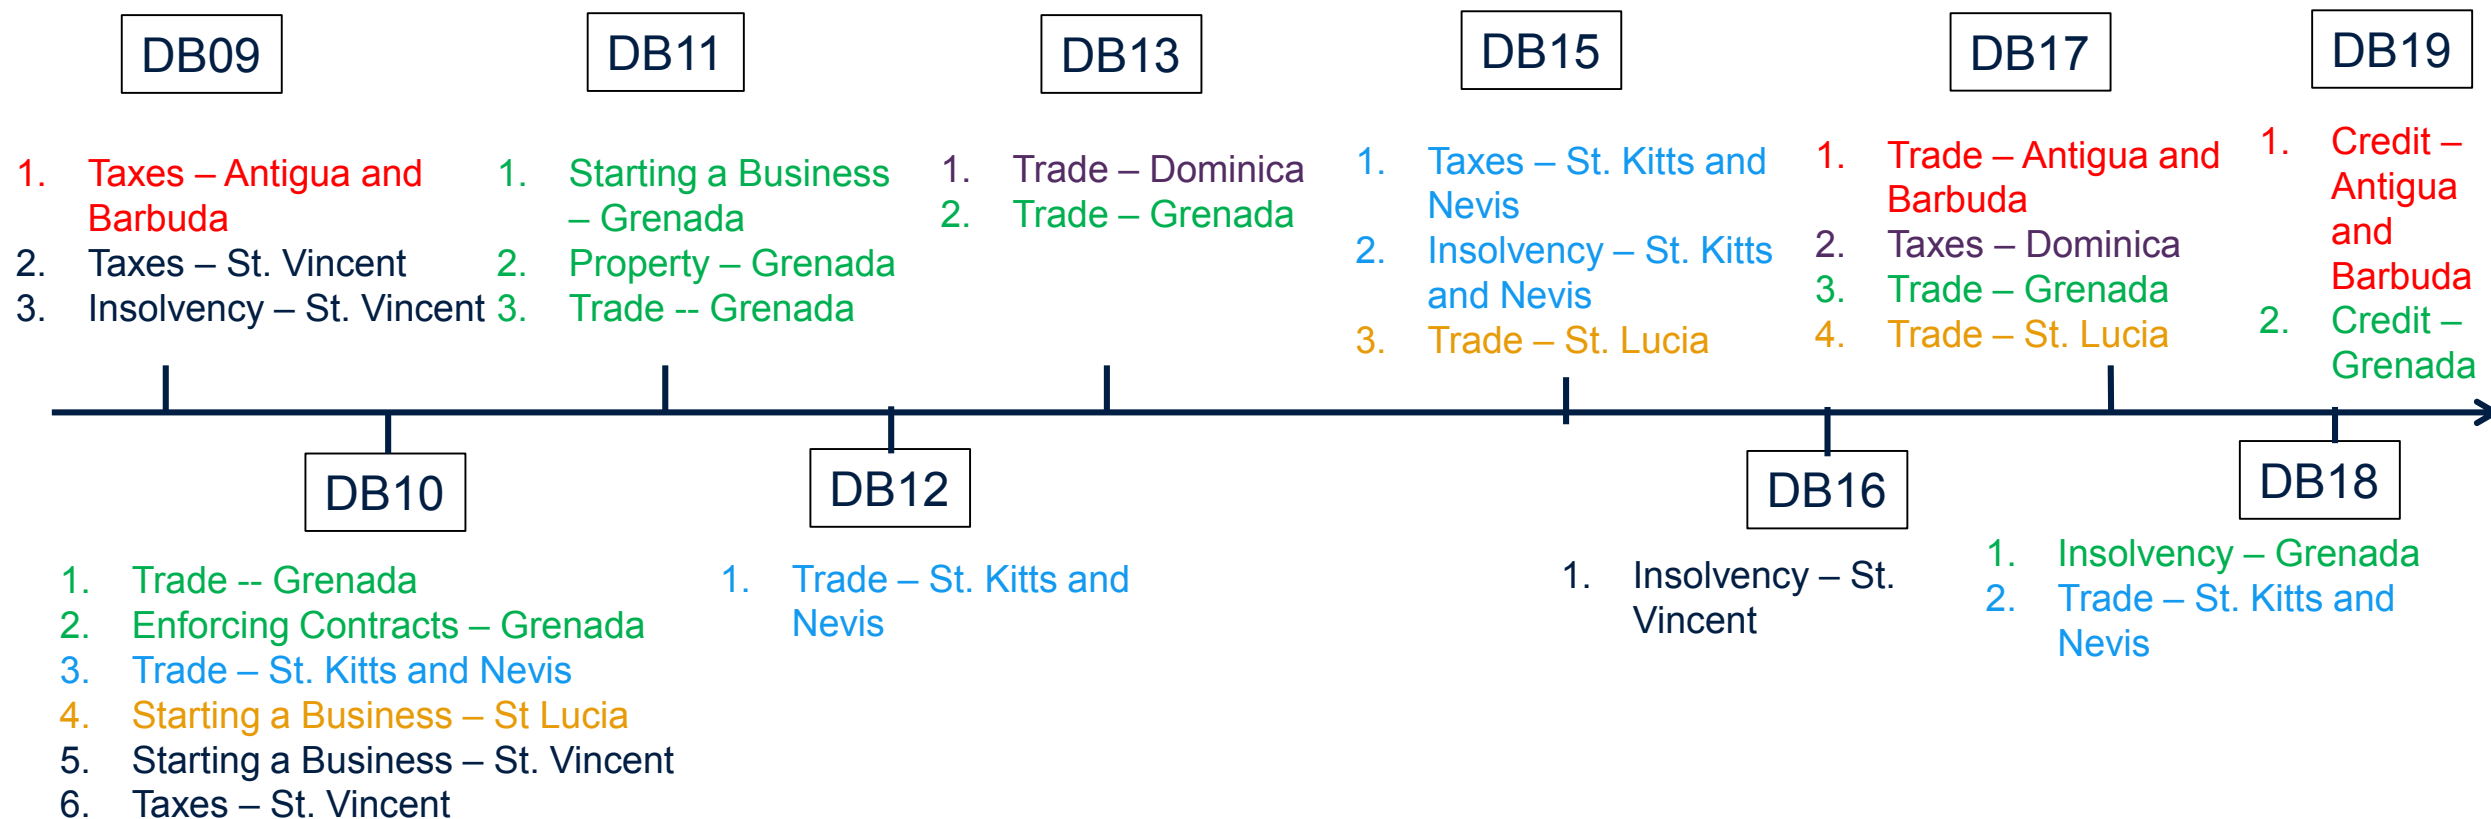 DB09
1. Taxes – Antigua and
Barbuda
2. Taxes – St. Vincent
3. Insolvency – St. Vincent
DB11
1. Starting a Business
– Grenada
2. Property – Grenada
3. Trade -- Grenada
DB13
1. Trade – Dominica
2. Trade – Grenada
DB15
1. Taxes – St. Kitts and
Nevis
2. Insolvency – St. Kitts
and Nevis
3. Trade – St. Lucia
DB17
1. Trade – Antigua and
Barbuda
2. Taxes – Dominica
3. Trade – Grenada
4. Trade – St. Lucia
DB19
1. Credit –
Antigua
and
Barbuda
2. Credit –
Grenada
DB10
1. Trade -- Grenada
2. Enforcing Contracts – Grenada
3. Trade – St. Kitts and Nevis
4. Starting a Business – St Lucia
5. Starting a Business – St. Vincent
6. Taxes – St. Vincent
DB12
1. Trade – St. Kitts and
Nevis
DB16
1. Insolvency – St.
Vincent
DB18
1. Insolvency – Grenada
2. Trade – St. Kitts and
Nevis